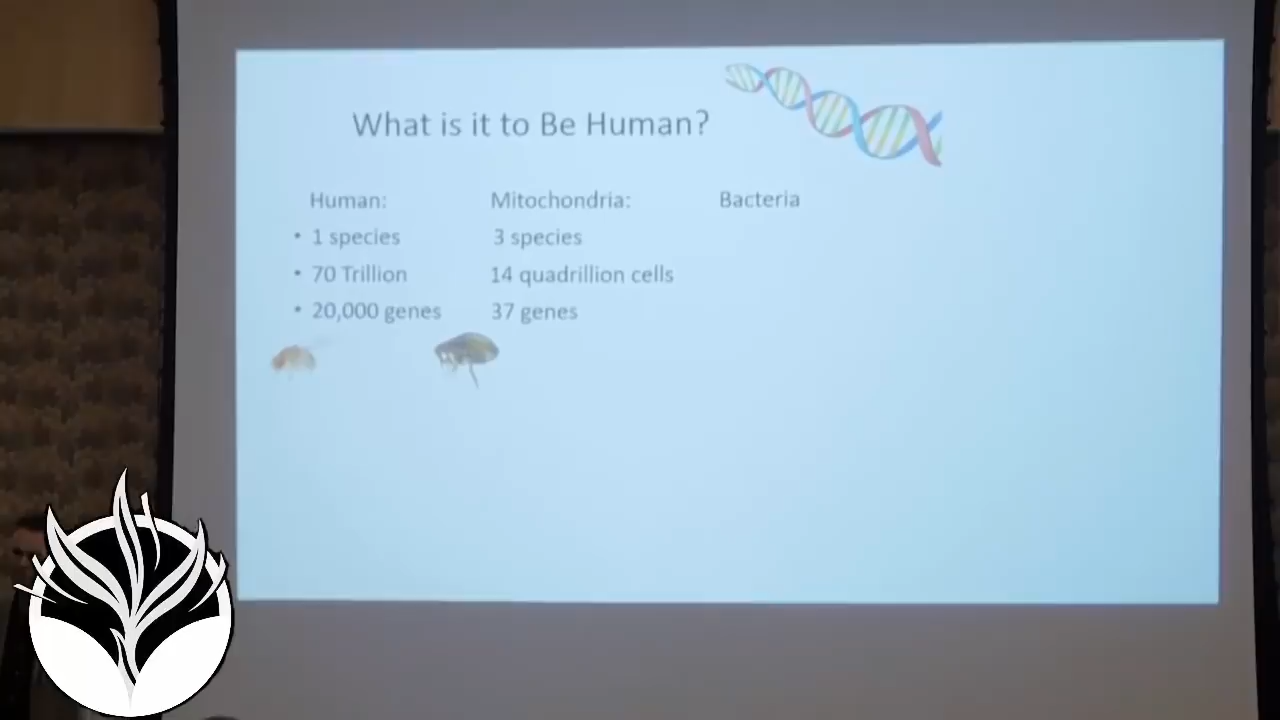 What is it to Be Human?
Human: Mitochondria: Bacteria
• 1 species 3 species
• 70 Trillion 14 quadrillion cells
• 20,000 genes 37 genes